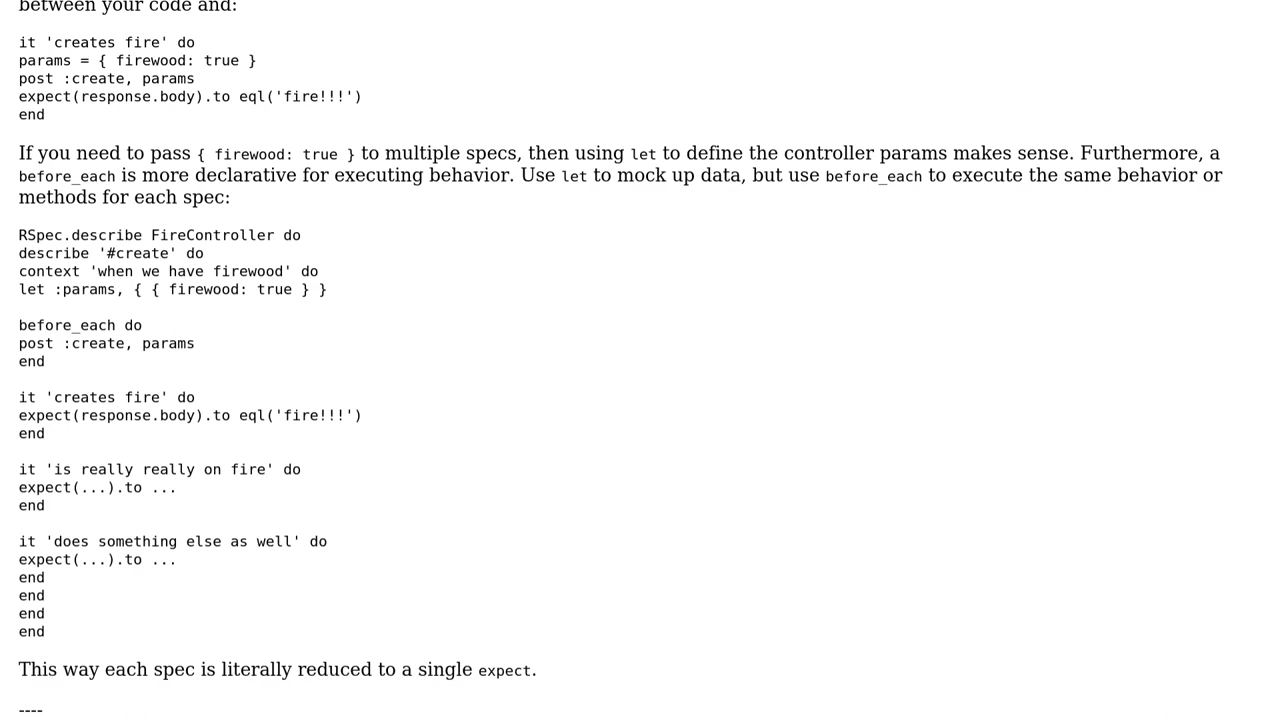 between your code and:
it 'creates fire' do
params = { firewood: true }
post :create, params
expect(response.body).to eql('fire!!!')
end
If you need to pass { firewood: true } to multiple specs, then using let to define the controller params makes sense. Furthermore, a
before_each is more declarative for executing behavior. Use let to mock up data, but use before_each to execute the same behavior or
methods for each spec:
RSpec.describe FireController do
describe '#create' do
context 'when we have firewood' do
let :params, { { firewood: true } }
before_each do
post :create, params
end
it 'creates fire' do
expect(response.body).to eql('fire!!!')
end
it 'is really really on fire' do
expect(...).to ...
end
it 'does something else as well' do
expect(...).to ...
end
end
end
end
This way each spec is literally reduced to a single expect.
----